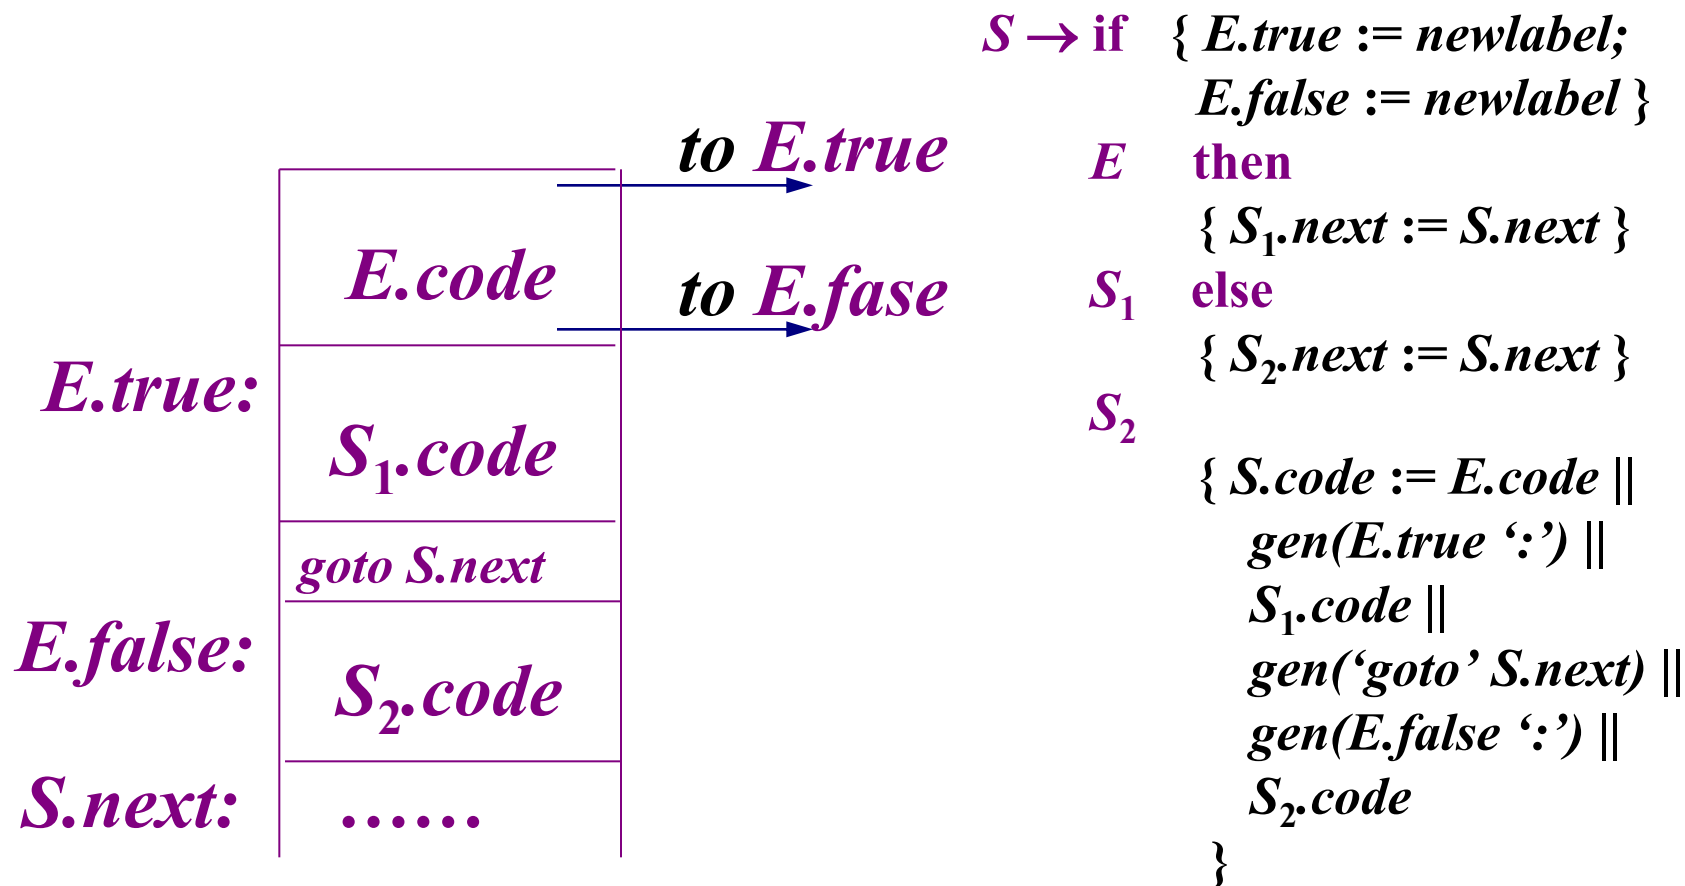 to E.true
E.code
to E.fase
E.true:
S₁.code
goto S.next
E.false:
S₂.code
S.next: ......
S → if { E.true := newlabel;
E.false := newlabel }
E then
{ S₁.next := S.next }
S₁ else
{ S₂.next := S.next }
S₂
{ S.code := E.code ||
gen(E.true ‘:’) ||
S₁.code ||
gen(‘goto’ S.next) ||
gen(E.false ‘:’) ||
S₂.code
}